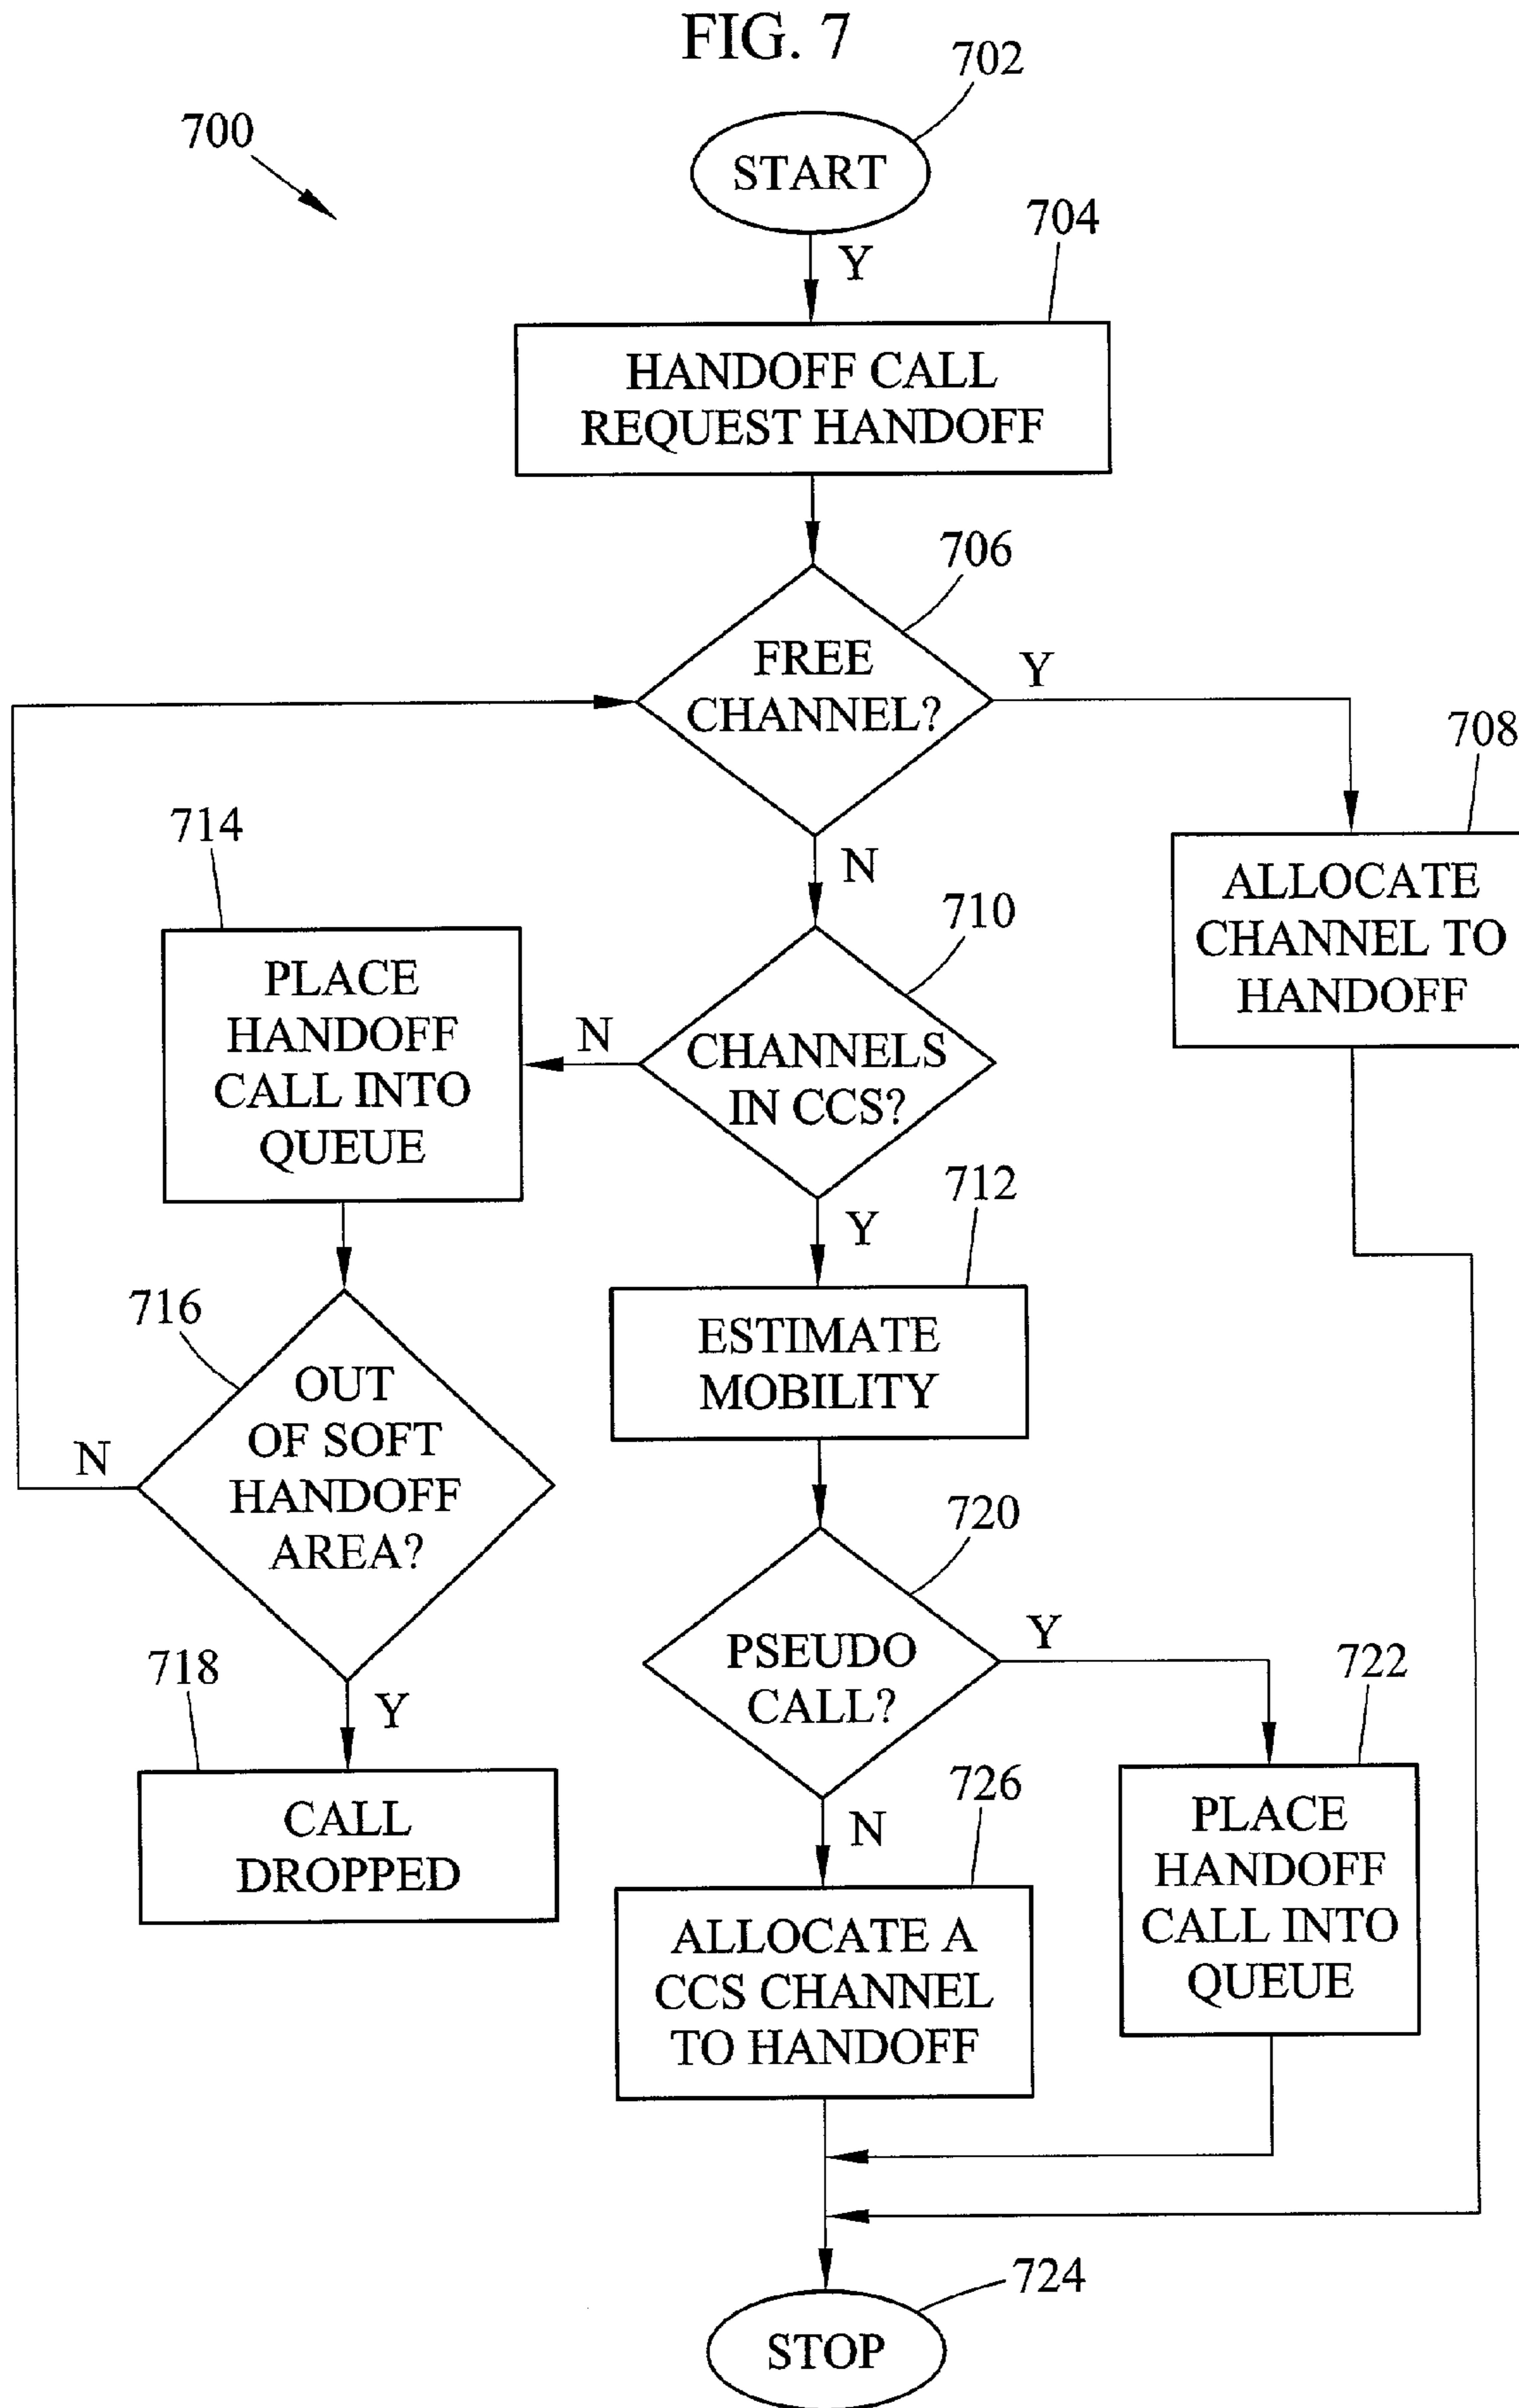 FIG. 7
702
700
START
704
Y
HANDOFF CALL
REQUEST HANDOFF
706
FREE
CHANNEL?
Y
708
714
N
ALLOCATE
CHANNEL TO
HANDOFF
710
PLACE
HANDOFF
CALL INTO
QUEUE
N
CHANNELS
IN CCS?
712
Y
716
ESTIMATE
MOBILITY
OUT
OF SOFT
HANDOFF
AREA?
N
720
PSEUDO
CALL?
Y
722
718
Y
726
N
CALL
DROPPED
PLACE
HANDOFF
CALL INTO
QUEUE
ALLOCATE A
CCS CHANNEL
TO HANDOFF
724
STOP